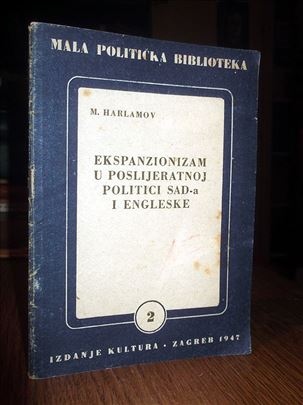 MALA POLITIČKA BIBLIOTEKA
M. HARLAMOV
EKSPANZIONIZAM
U POSLIJERATNOJ
POLITICI SAD-a
I ENGLESKE
2
IZDANJE KULTURA · ZAGREB 1947